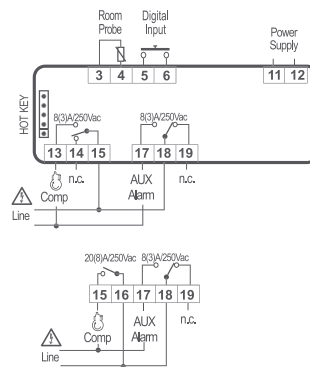 Room Probe
Digital Input
Power Supply
3 4 5 6 11 12
HOT KEY
8(3)A/250Vac 8(3)A/250Vac
13 14 15 17 18 19
Comp n.c. AUX Alarm n.c.
Line
20(8)A/250Vac 8(3)A/250Vac
15 16 17 18 19
Comp AUX Alarm n.c.
Line